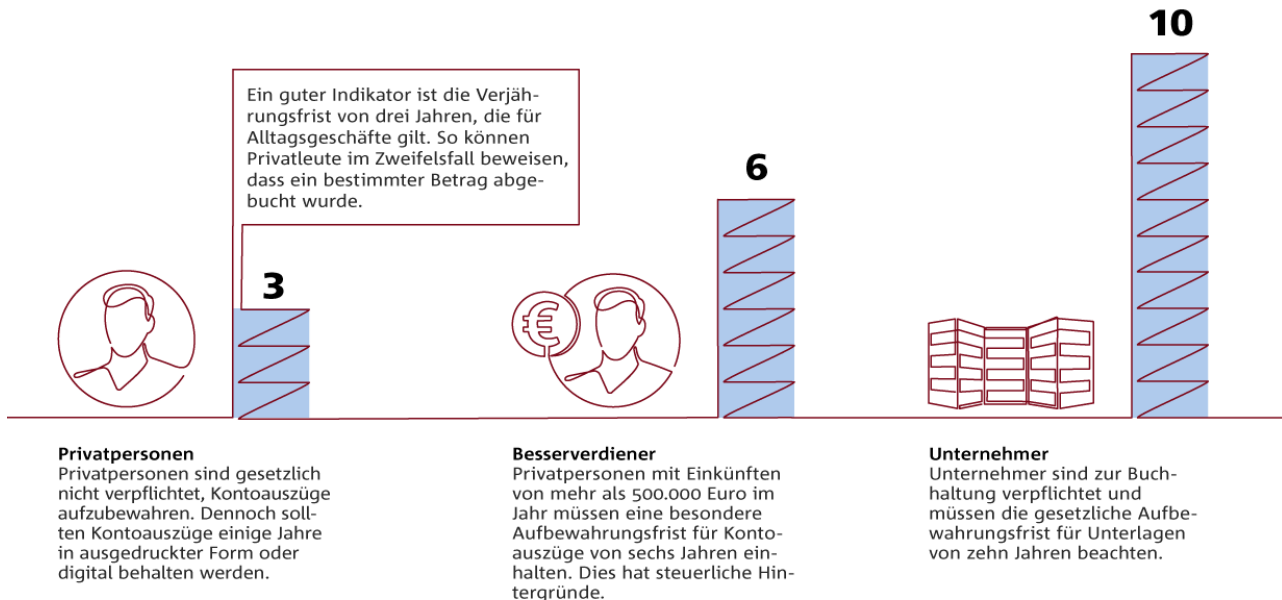 10
Ein guter Indikator ist die Verjäh-
rungsfrist von drei Jahren, die für
Alltagsgeschäfte gilt. So können
Privatleute im Zweifelsfall beweisen,
dass ein bestimmter Betrag abge-
bucht wurde.
6
3
€
Privatpersonen
Privatpersonen sind gesetzlich
nicht verpflichtet, Kontoauszüge
aufzubewahren. Dennoch soll-
ten Kontoauszüge einige Jahre
in ausgedruckter Form oder
digital behalten werden.
Besserverdiener
Privatpersonen mit Einkünften
von mehr als 500.000 Euro im
Jahr müssen eine besondere
Aufbewahrungsfrist für Konto-
auszüge von sechs Jahren ein-
halten. Dies hat steuerliche Hin-
tergründe.
Unternehmer
Unternehmer sind zur Buch-
haltung verpflichtet und
müssen die gesetzliche Aufbe-
wahrungsfrist für Unterlagen
von zehn Jahren beachten.